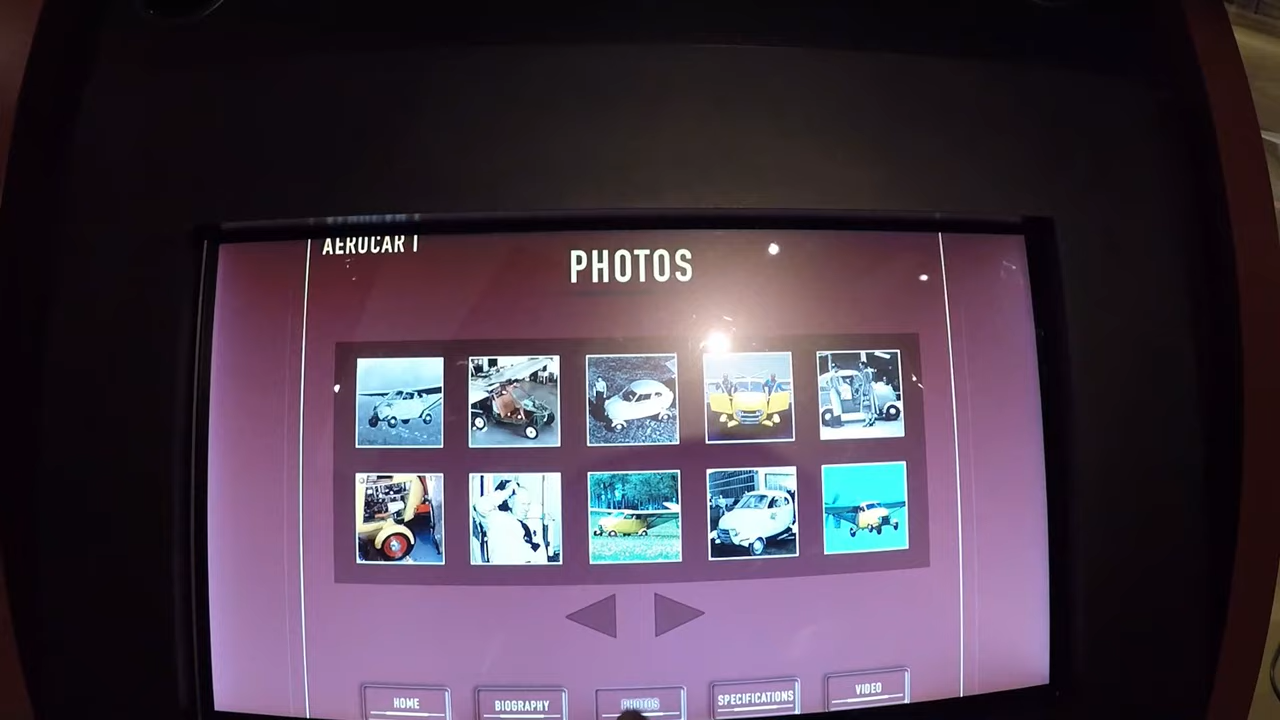 AEROCAR I
PHOTOS
HOME
BIOGRAPHY
PHOTOS
SPECIFICATIONS
VIDEO